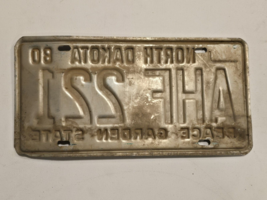 NORTH DAKOTA 80
AHF 221
PEACE GARDEN STATE